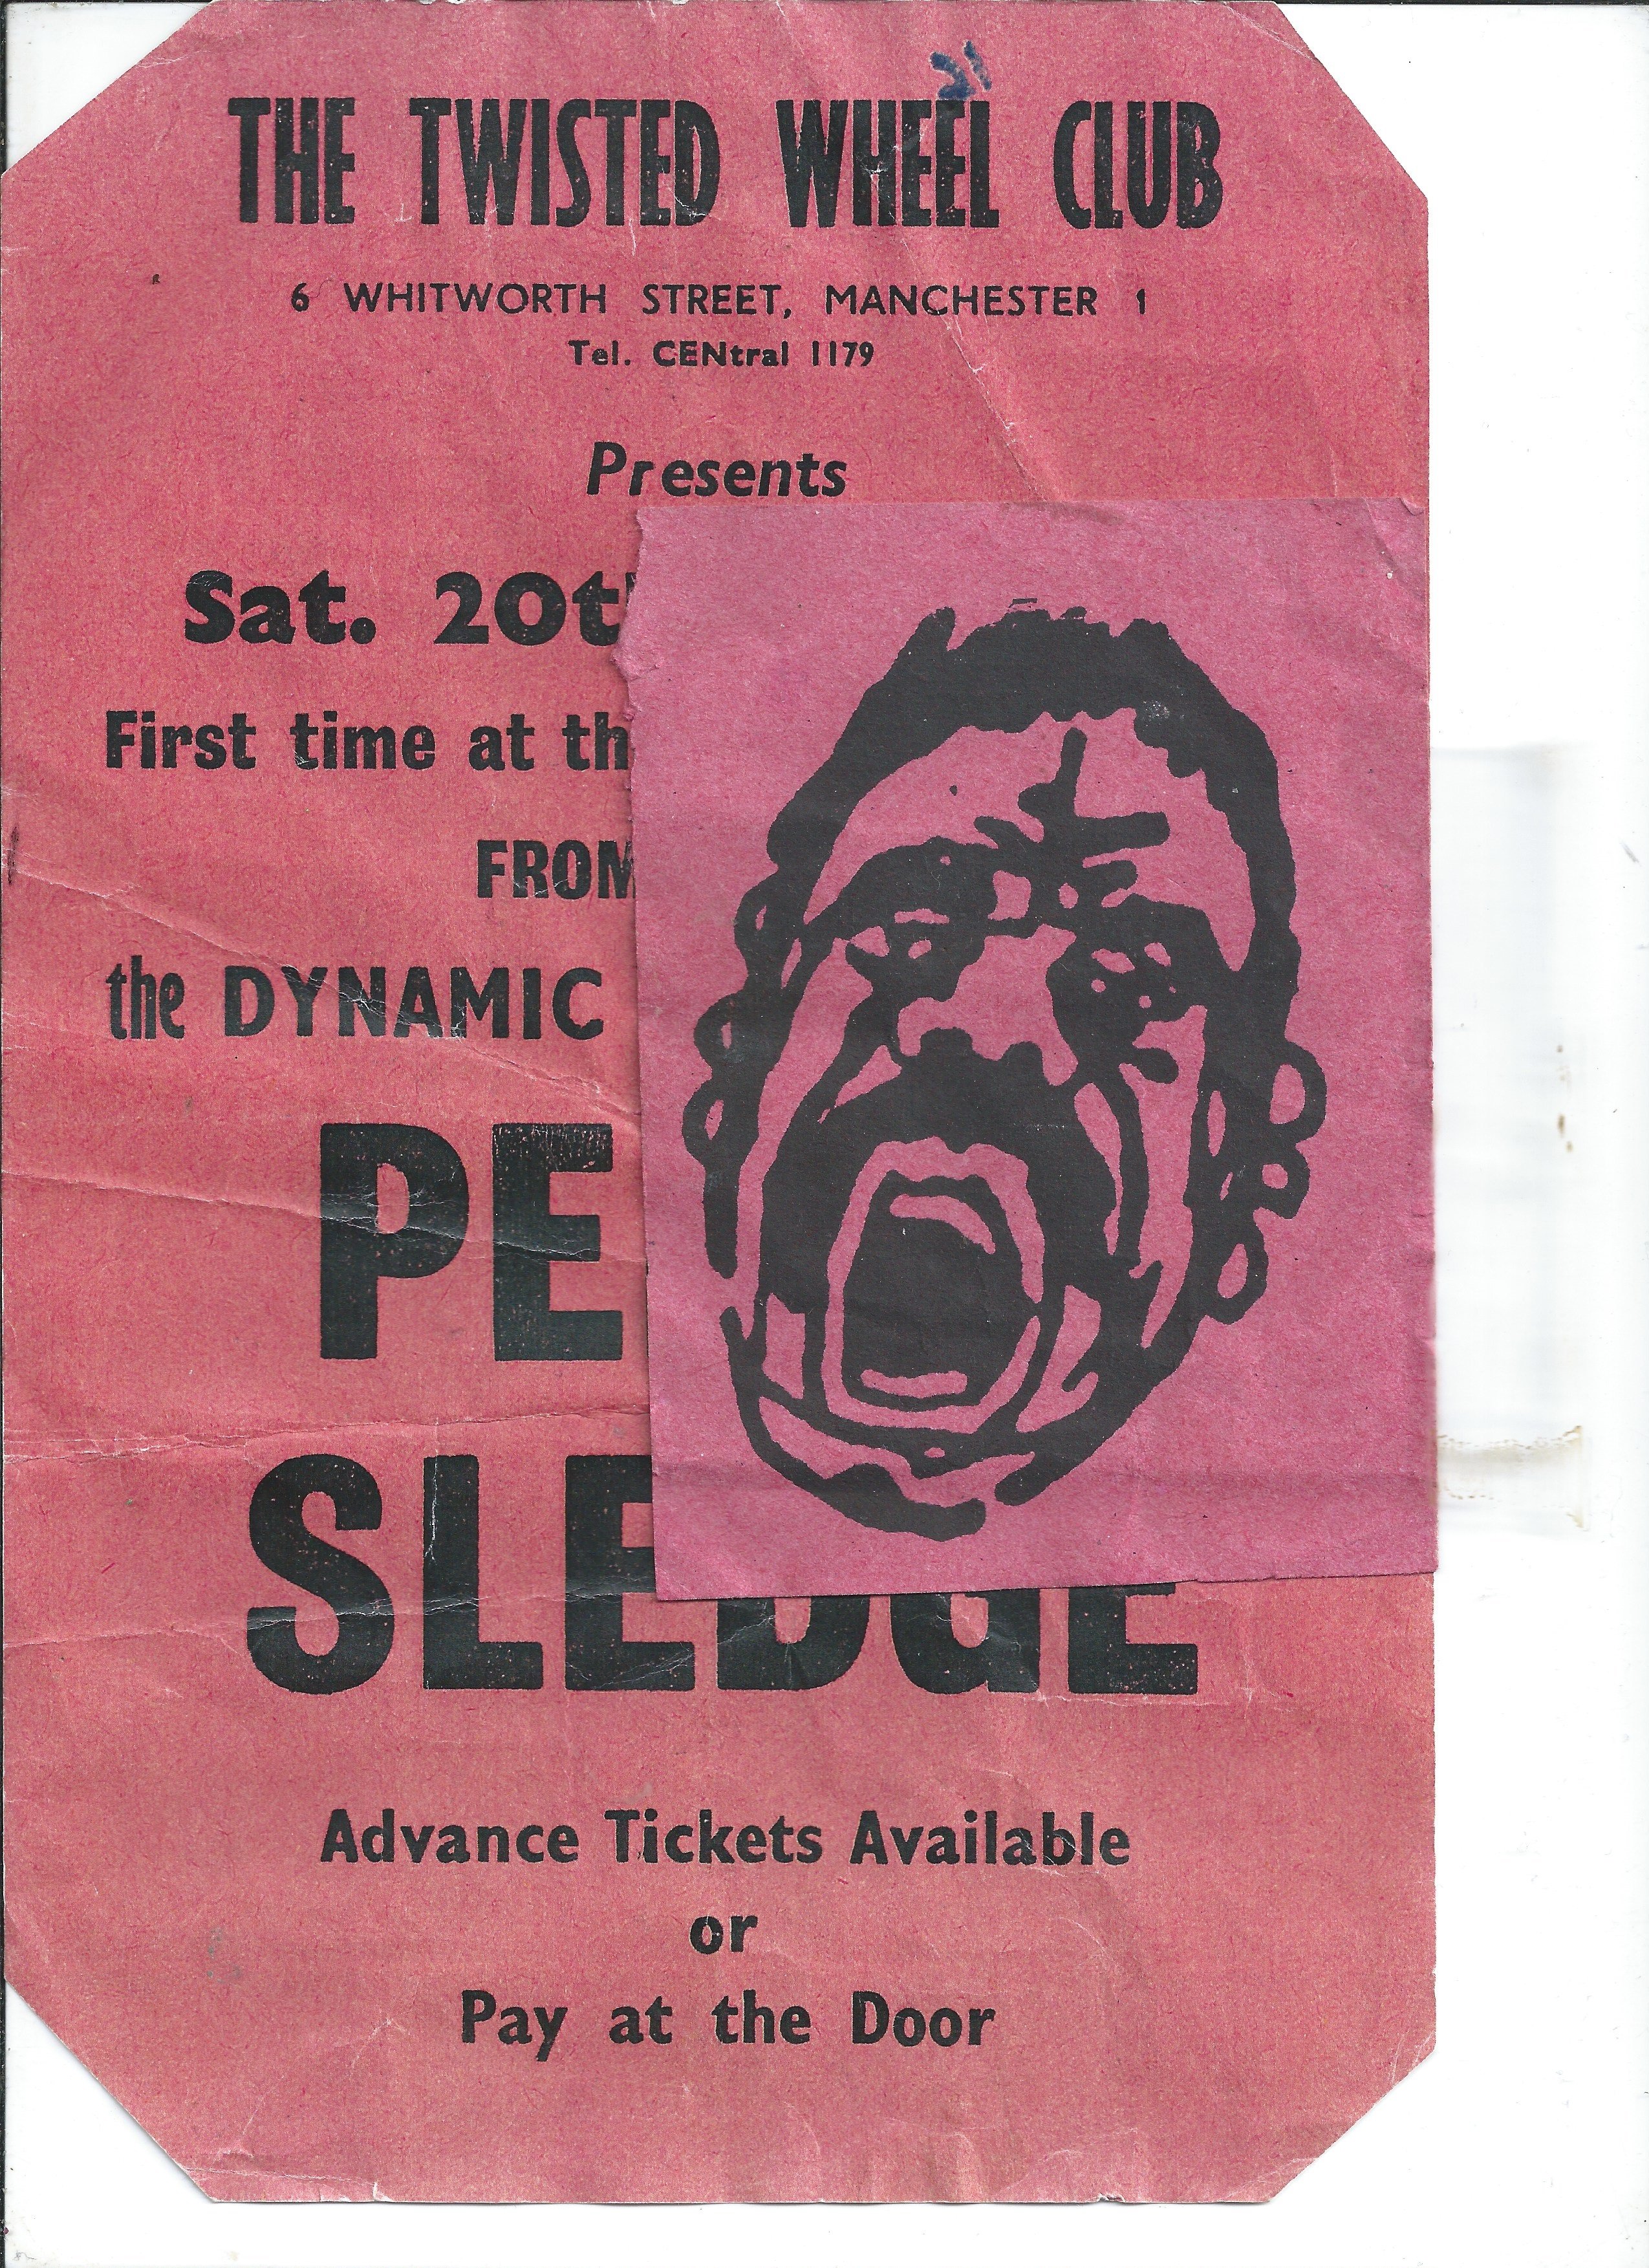 21
THE TWISTED WHEEL CLUB
6 WHITWORTH STREET, MANCHESTER 1
Tel. CENtral 1179
Presents
Sat. 20t
First time at th
FROM
the DYNAMIC
PE
SLEDGE
Advance Tickets Available
or
Pay at the Door